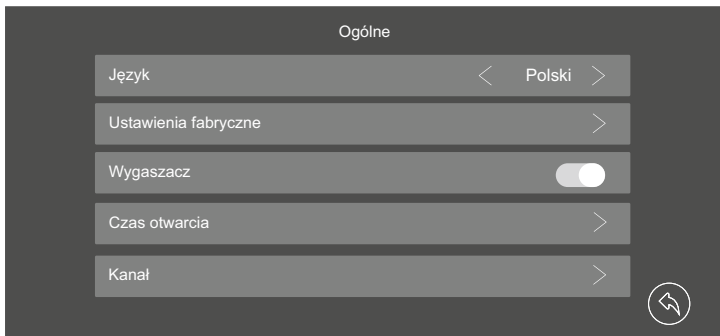 Ogólne
Język Polski
Ustawienia fabryczne
Wygaszacz
Czas otwarcia
Kanał